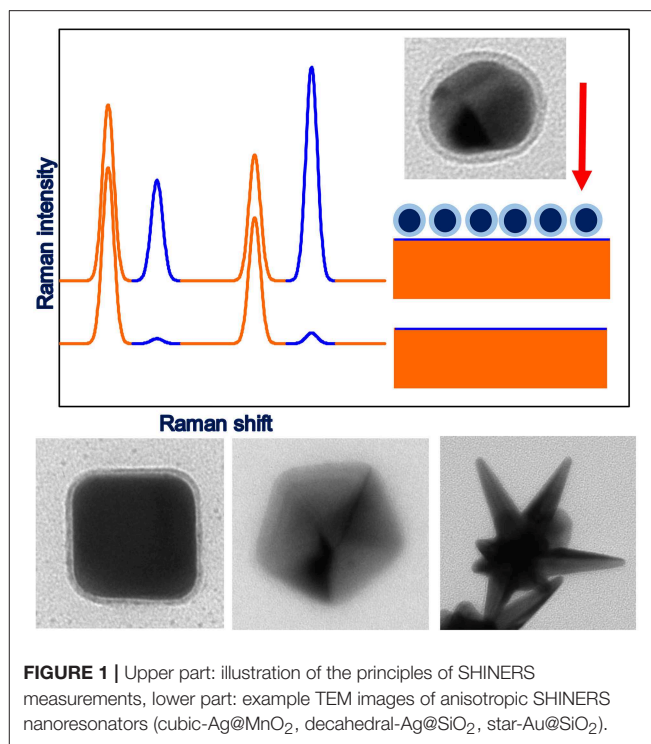 Raman intensity
Raman shift
FIGURE 1 | Upper part: illustration of the principles of SHINERS
measurements, lower part: example TEM images of anisotropic SHINERS
nanoresonators (cubic-Ag@MnO₂, decahedral-Ag@SiO₂, star-Au@SiO₂).